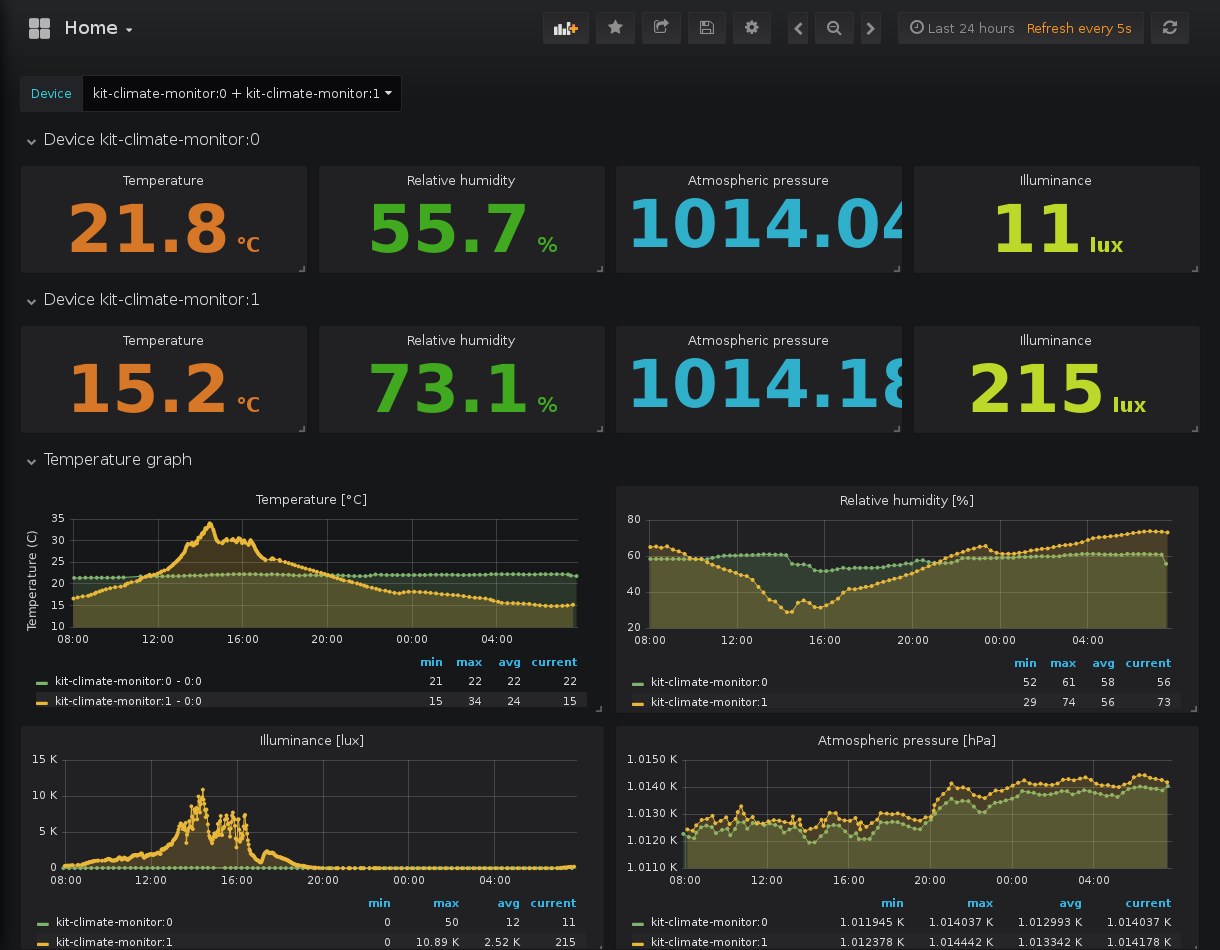 Home
Last 24 hours Refresh every 5s
Device kit-climate-monitor:0 + kit-climate-monitor:1
Device kit-climate-monitor:0
Temperature Relative humidity Atmospheric pressure Illuminance
21.8 °C 55.7 % 1014.04 11 lux
Device kit-climate-monitor:1
Temperature Relative humidity Atmospheric pressure Illuminance
15.2 °C 73.1 % 1014.18 215 lux
Temperature graph
Temperature [°C]
Temperature (C)
35
30
25
20
15
10
08:00 12:00 16:00 20:00 00:00 04:00
min max avg current
kit-climate-monitor:0 - 0:0 21 22 22 22
kit-climate-monitor:1 - 0:0 15 34 24 15
Relative humidity [%]
80
60
40
20
08:00 12:00 16:00 20:00 00:00 04:00
min max avg current
kit-climate-monitor:0 52 61 58 56
kit-climate-monitor:1 29 74 56 73
Illuminance [lux]
15 K
10 K
5 K
0
08:00 12:00 16:00 20:00 00:00 04:00
min max avg current
kit-climate-monitor:0 0 50 12 11
kit-climate-monitor:1 0 10.89 K 2.52 K 215
Atmospheric pressure [hPa]
1.0150 K
1.0140 K
1.0130 K
1.0120 K
1.0110 K
08:00 12:00 16:00 20:00 00:00 04:00
min max avg current
kit-climate-monitor:0 1.011945 K 1.014037 K 1.012993 K 1.014037 K
kit-climate-monitor:1 1.012378 K 1.014442 K 1.013342 K 1.014178 K